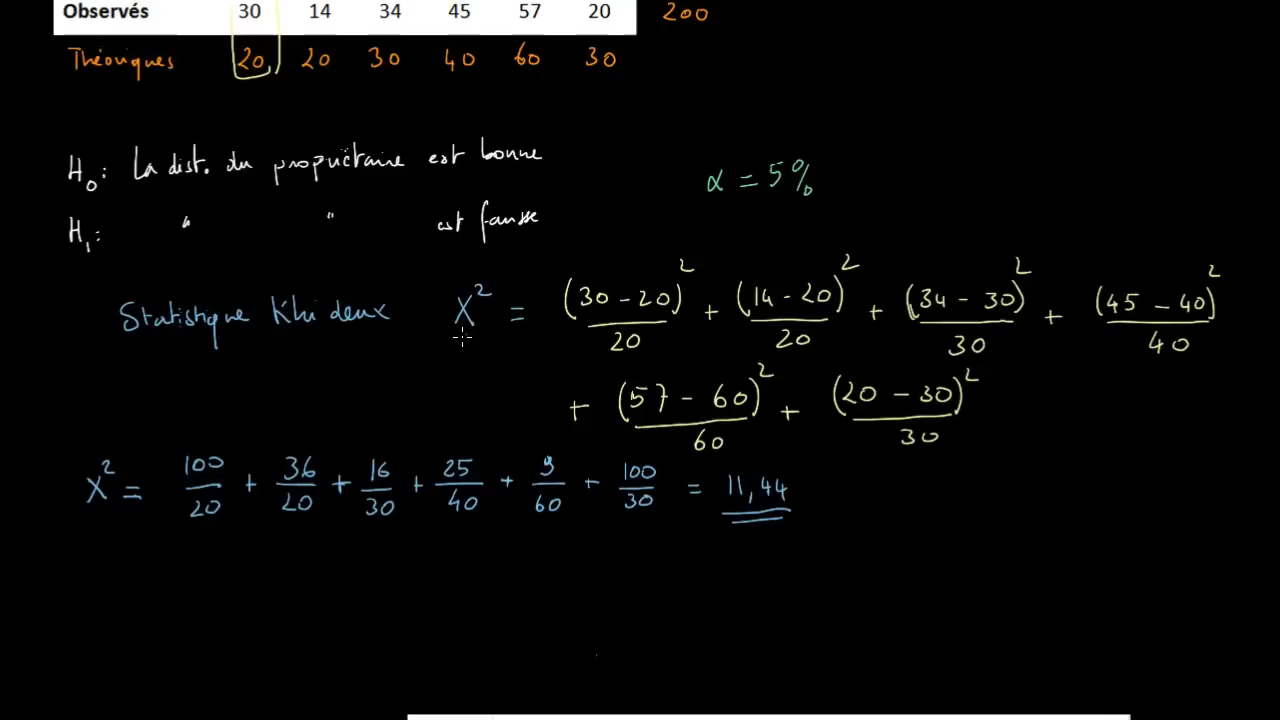 Observés 30 14 34 45 57 20 200
Théoriques 20 20 30 40 60 30
H₀: La dist. du propriétaire est bonne
α = 5%
H₁: " " est fausse
Statistique Khi deux X² = (30 - 20)²/20 + (14 - 20)²/20 + (34 - 30)²/30 + (45 - 40)²/40
+ (57 - 60)²/60 + (20 - 30)²/30
X² = 100/20 + 36/20 + 16/30 + 25/40 + 9/60 + 100/30 = 11,44